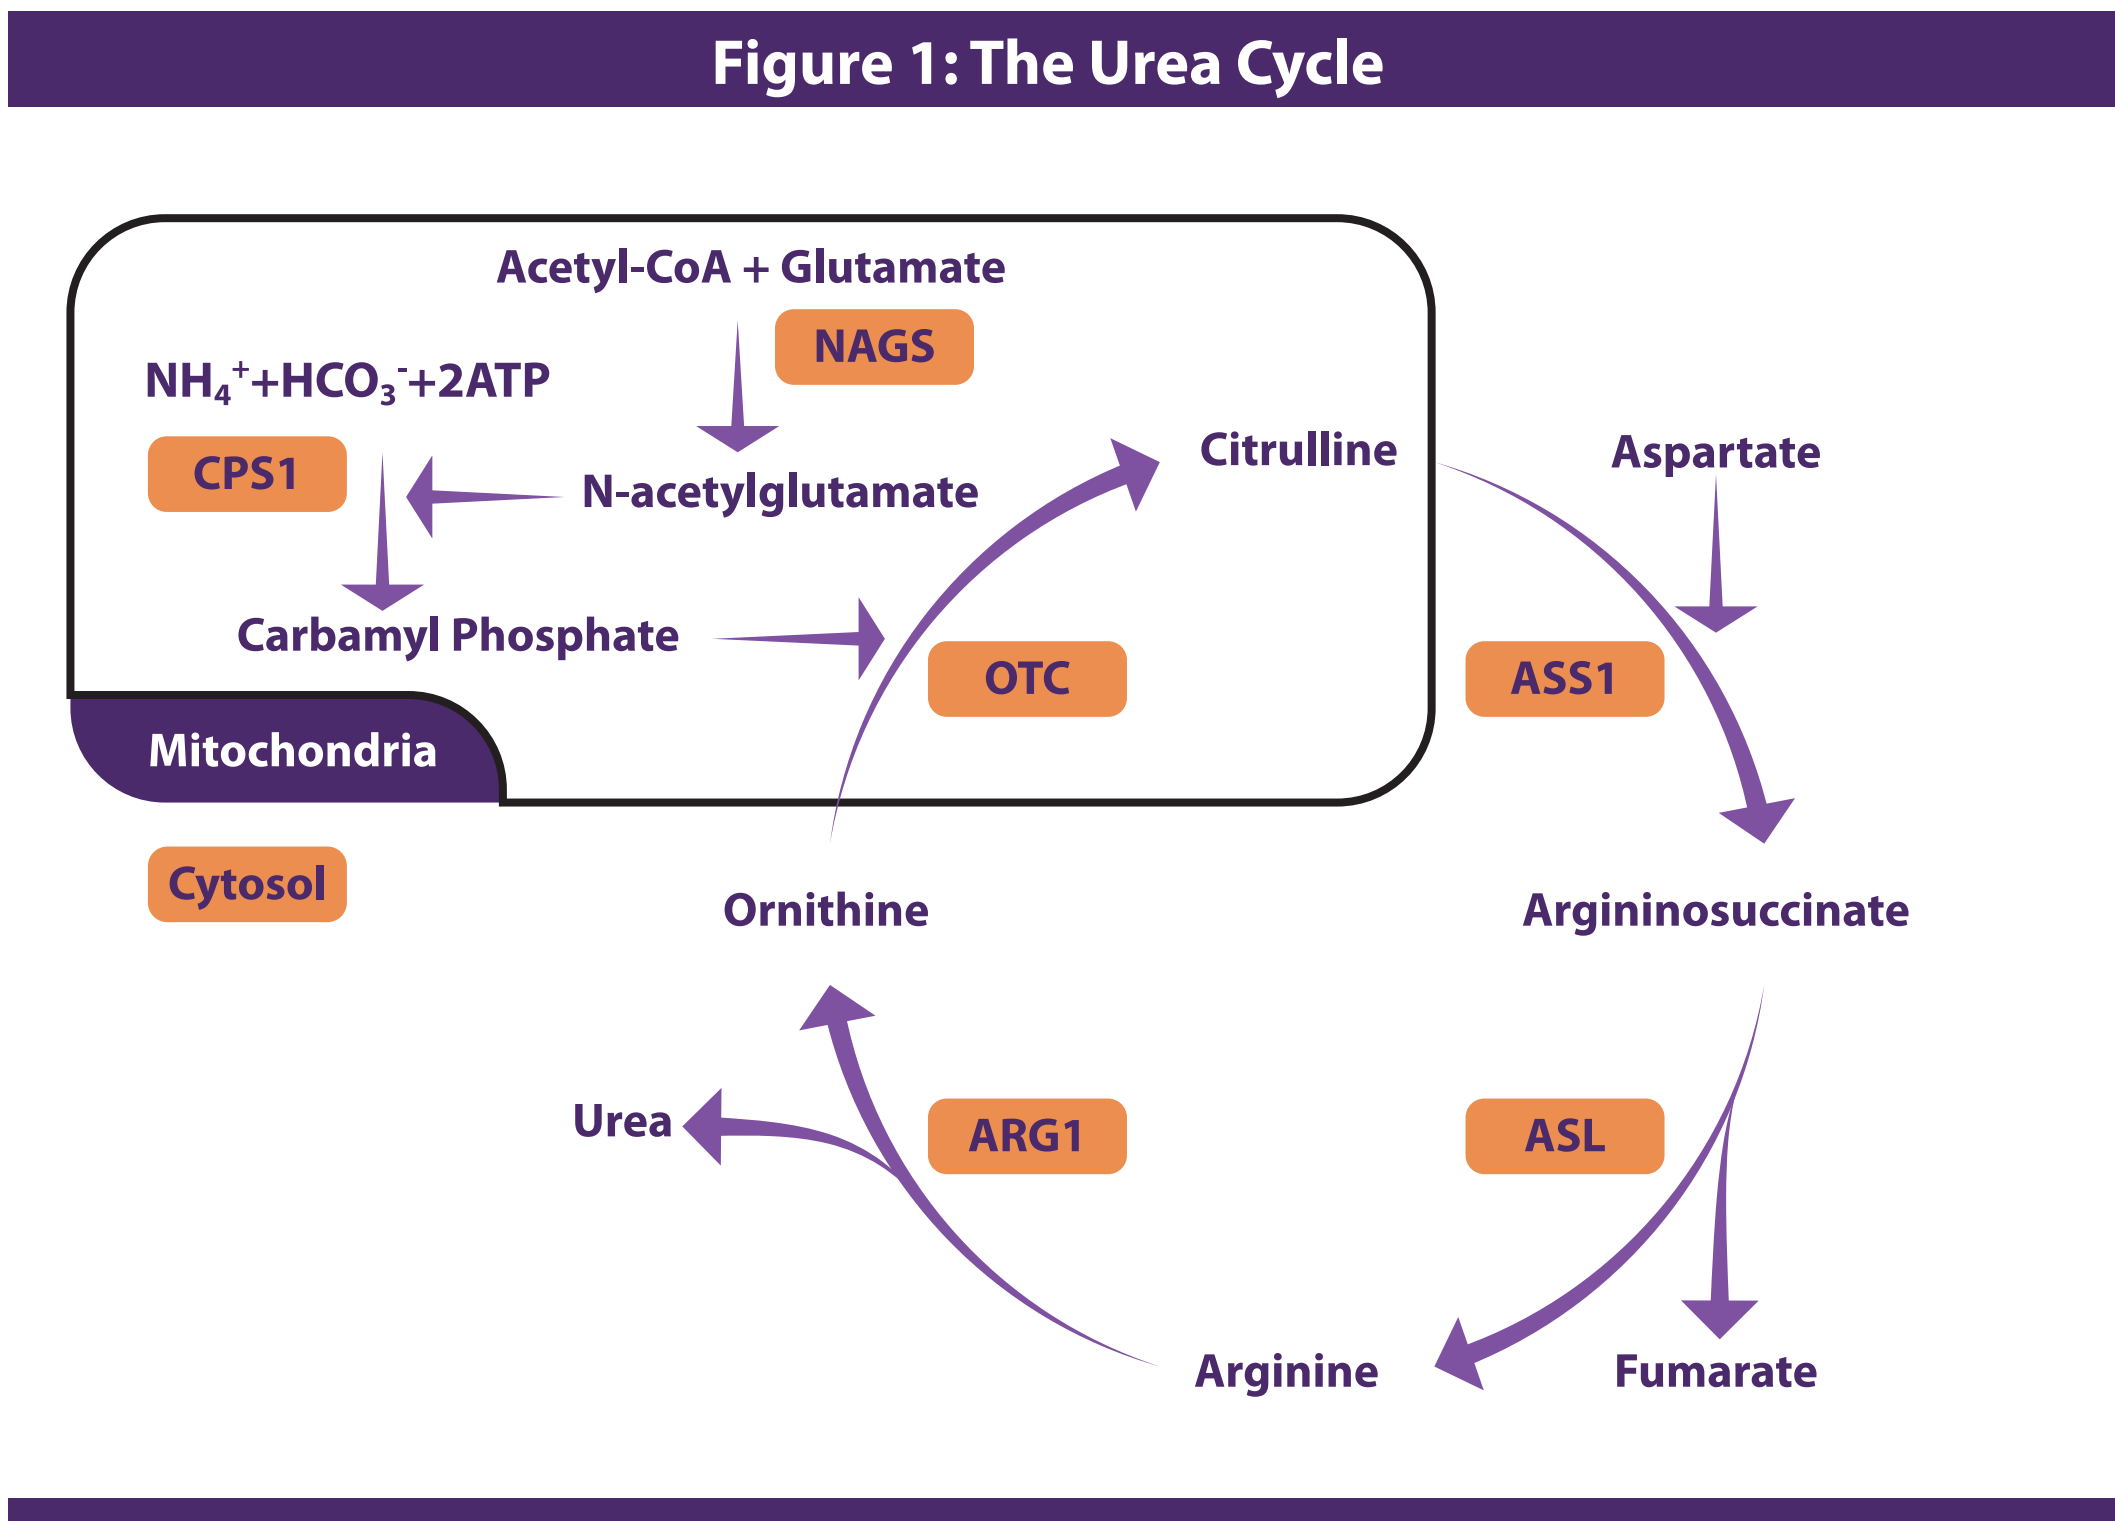 Figure 1: The Urea Cycle
Acetyl-CoA + Glutamate
NAGS
NH₄⁺+HCO₃⁻+2ATP
CPS1
N-acetylglutamate
Citrulline
Aspartate
Carbamyl Phosphate
OTC
ASS1
Mitochondria
Cytosol
Ornithine
Argininosuccinate
Urea
ARG1
ASL
Arginine
Fumarate